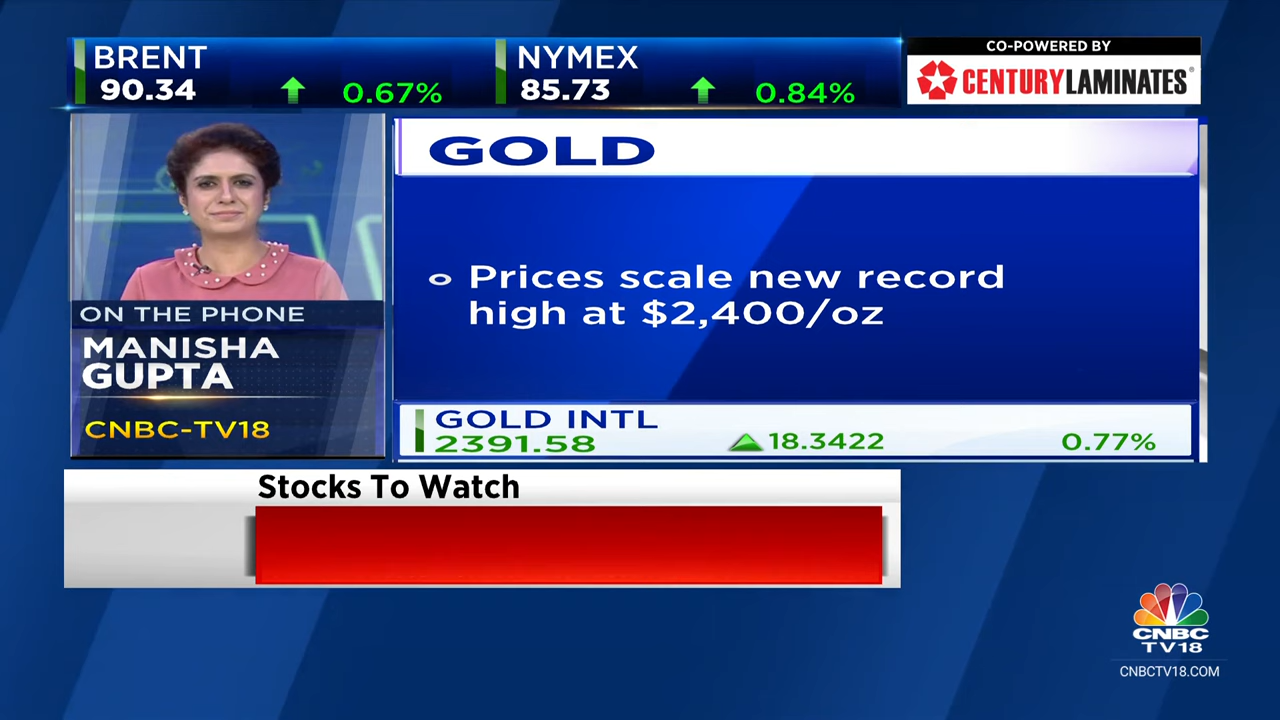 BRENT
90.34 0.67%
NYMEX
85.73 0.84%
CO-POWERED BY
CENTURYLAMINATES®
ON THE PHONE
MANISHA
GUPTA
CNBC-TV18
GOLD
Prices scale new record
high at $2,400/oz
GOLD INTL
2391.58 18.3422 0.77%
Stocks To Watch
CNBC
TV18
CNBCTV18.COM